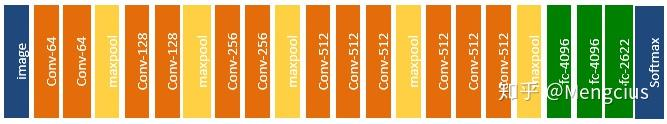 image
Conv-64
Conv-64
maxpool
Conv-128
Conv-128
maxpool
Conv-256
Conv-256
maxpool
Conv-512
Conv-512
Conv-512
maxpool
Conv-512
Conv-512
Conv-512
maxpool
fc-4096
fc-4096
fc-2622
Softmax
知乎 @Mengcius